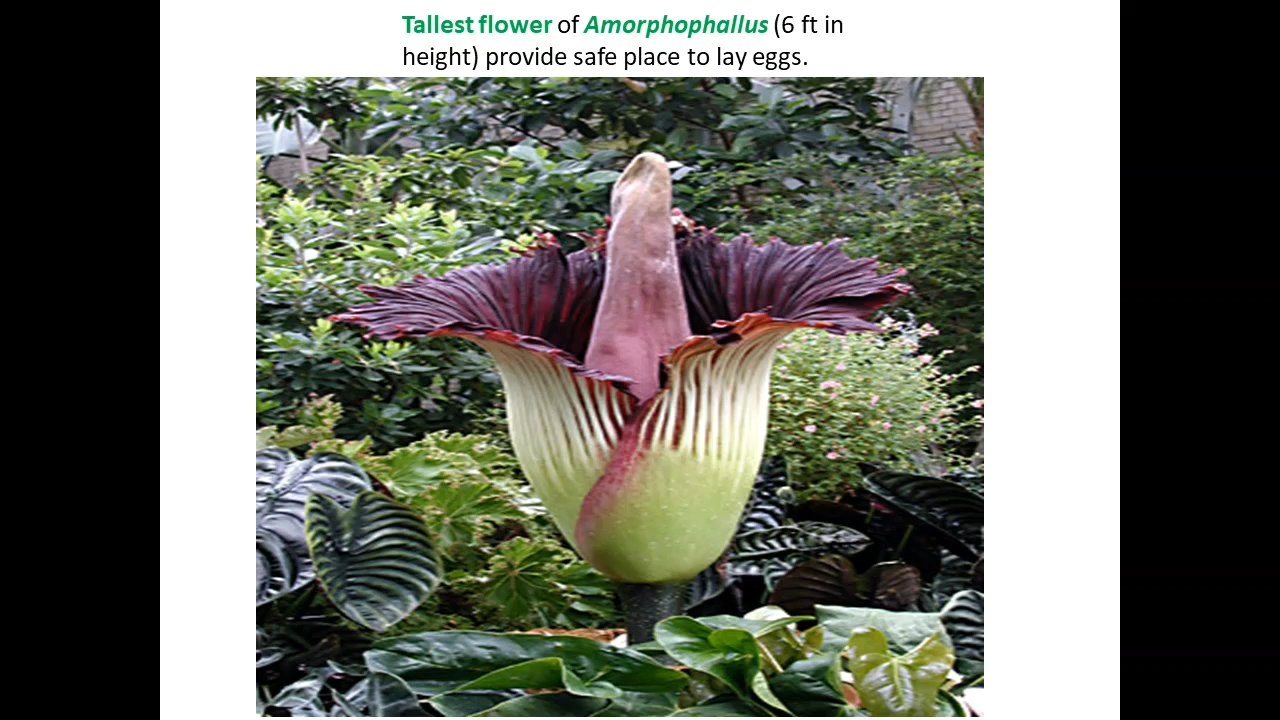 Tallest flower of Amorphophallus (6 ft in
height) provide safe place to lay eggs.